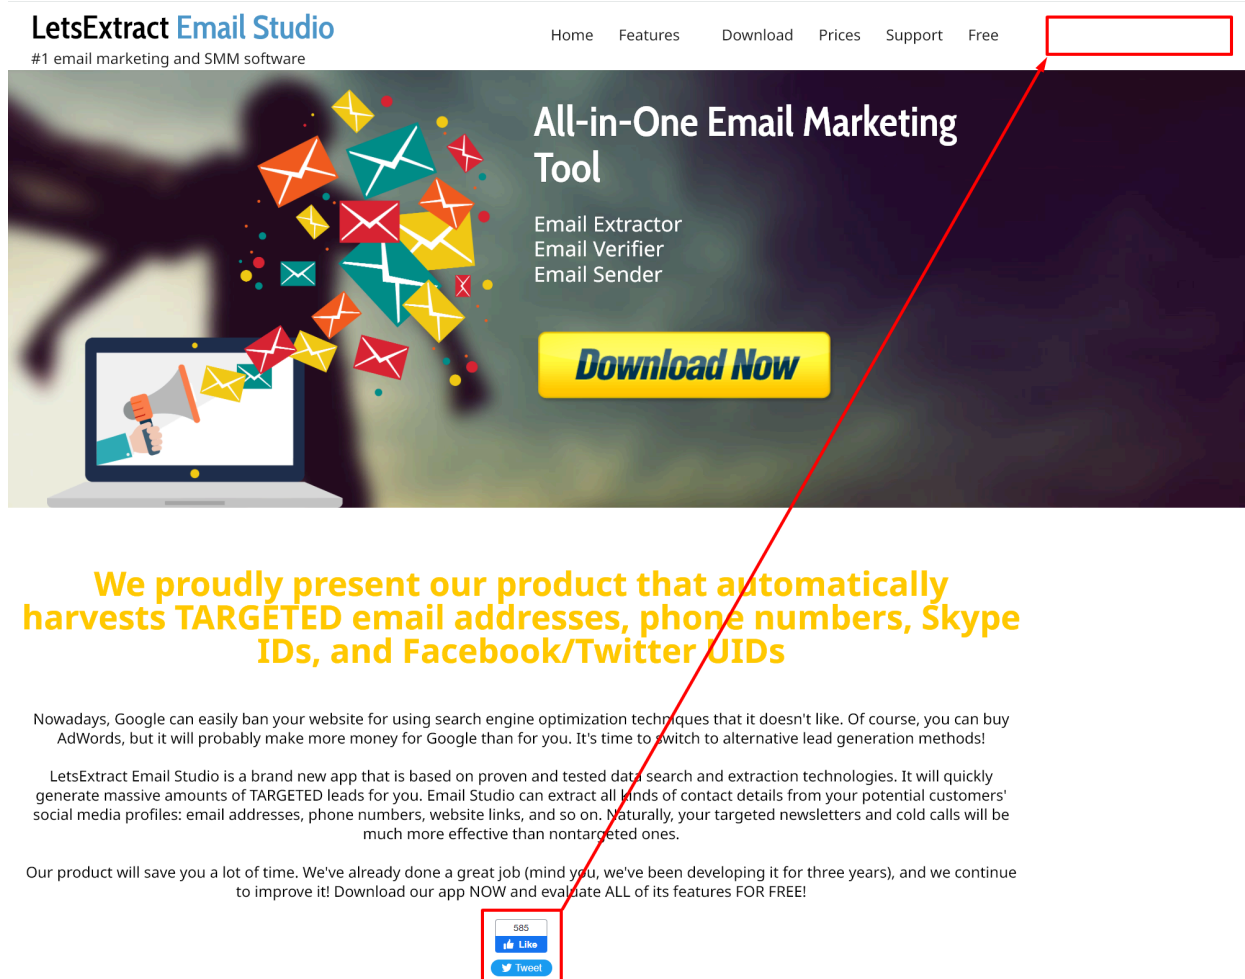 LetsExtract Email Studio
#1 email marketing and SMM software
Home Features Download Prices Support Free
All-in-One Email Marketing
Tool
Email Extractor
Email Verifier
Email Sender
Download Now
We proudly present our product that automatically
harvests TARGETED email addresses, phone numbers, Skype
IDs, and Facebook/Twitter UIDs
Nowadays, Google can easily ban your website for using search engine optimization techniques that it doesn't like. Of course, you can buy
AdWords, but it will probably make more money for Google than for you. It's time to switch to alternative lead generation methods!
LetsExtract Email Studio is a brand new app that is based on proven and tested data search and extraction technologies. It will quickly
generate massive amounts of TARGETED leads for you. Email Studio can extract all kinds of contact details from your potential customers'
social media profiles: email addresses, phone numbers, website links, and so on. Naturally, your targeted newsletters and cold calls will be
much more effective than nontargeted ones.
Our product will save you a lot of time. We've already done a great job (mind you, we've been developing it for three years), and we continue
to improve it! Download our app NOW and evaluate ALL of its features FOR FREE!
585
Like
Tweet